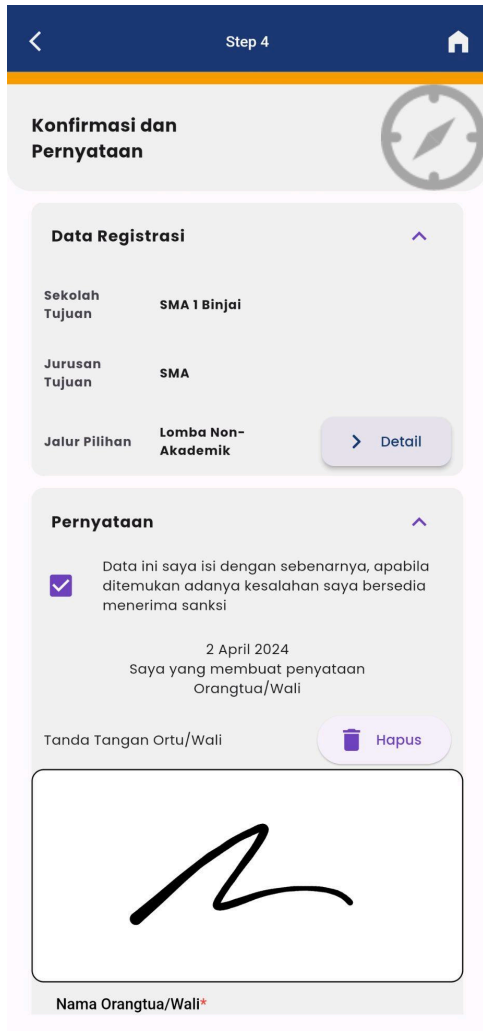 Step 4
Konfirmasi dan
Pernyataan
Data Registrasi
Sekolah
Tujuan
SMA 1 Binjai
Jurusan
Tujuan
SMA
Jalur Pilihan
Lomba Non-
Akademik
Detail
Pernyataan
Data ini saya isi dengan sebenarnya, apabila
ditemukan adanya kesalahan saya bersedia
menerima sanksi
2 April 2024
Saya yang membuat penyataan
Orangtua/Wali
Tanda Tangan Ortu/Wali
Hapus
Nama Orangtua/Wali*